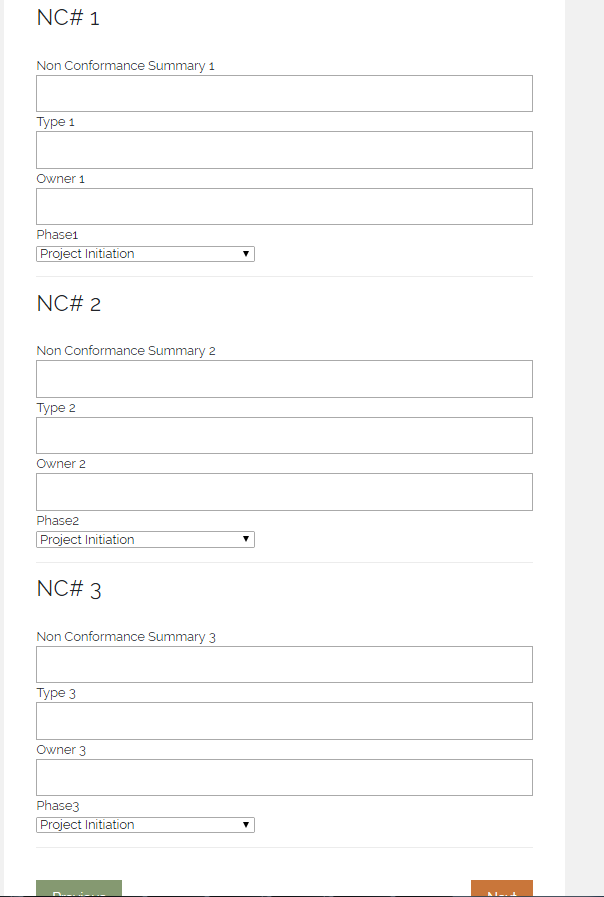 NC# 1
Non Conformance Summary 1
Type 1
Owner 1
Phase1
Project Initiation
NC# 2
Non Conformance Summary 2
Type 2
Owner 2
Phase2
Project Initiation
NC# 3
Non Conformance Summary 3
Type 3
Owner 3
Phase3
Project Initiation
Previous Next